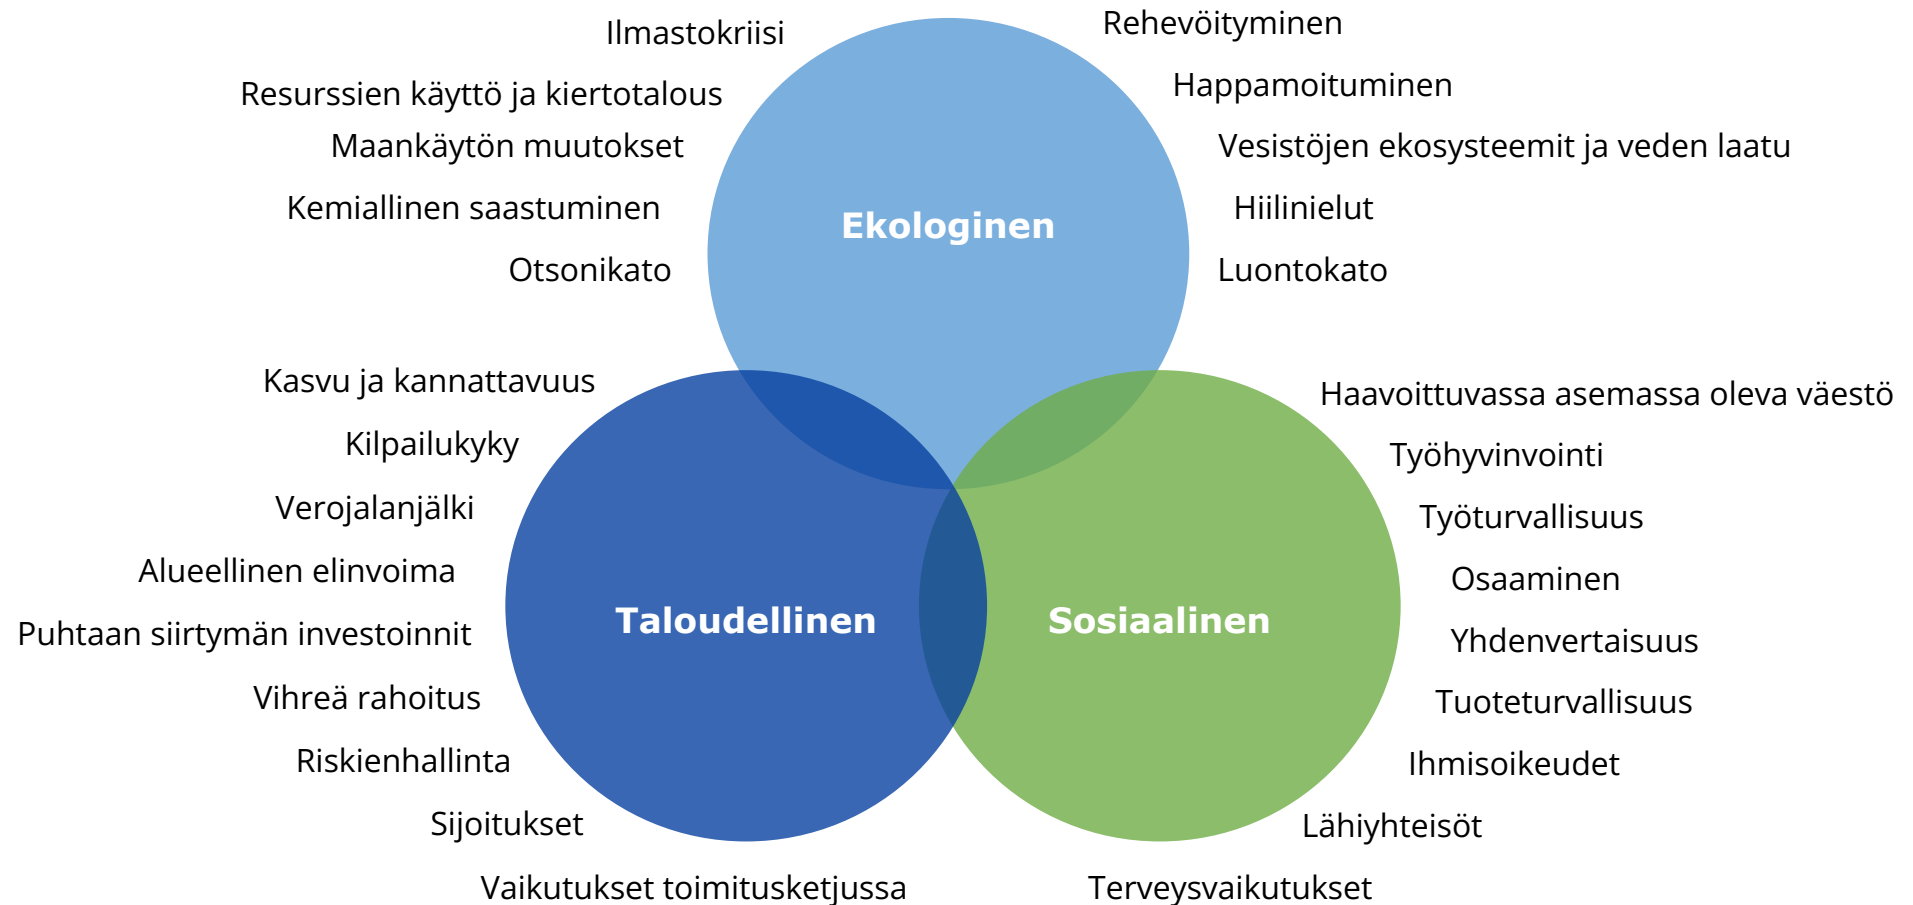 Ilmastokriisi
Resurssien käyttö ja kiertotalous
Maankäytön muutokset
Kemiallinen saastuminen
Otsonikato
Ekologinen
Rehevöityminen
Happamoituminen
Vesistöjen ekosysteemit ja veden laatu
Hiilinielut
Luontokato
Kasvu ja kannattavuus
Kilpailukyky
Verojalanjälki
Alueellinen elinvoima
Puhtaan siirtymän investoinnit
Vihreä rahoitus
Riskienhallinta
Sijoitukset
Vaikutukset toimitusketjussa
Taloudellinen
Sosiaalinen
Haavoittuvassa asemassa oleva väestö
Työhyvinvointi
Työturvallisuus
Osaaminen
Yhdenvertaisuus
Tuoteturvallisuus
Ihmisoikeudet
Lähiyhteisöt
Terveysvaikutukset